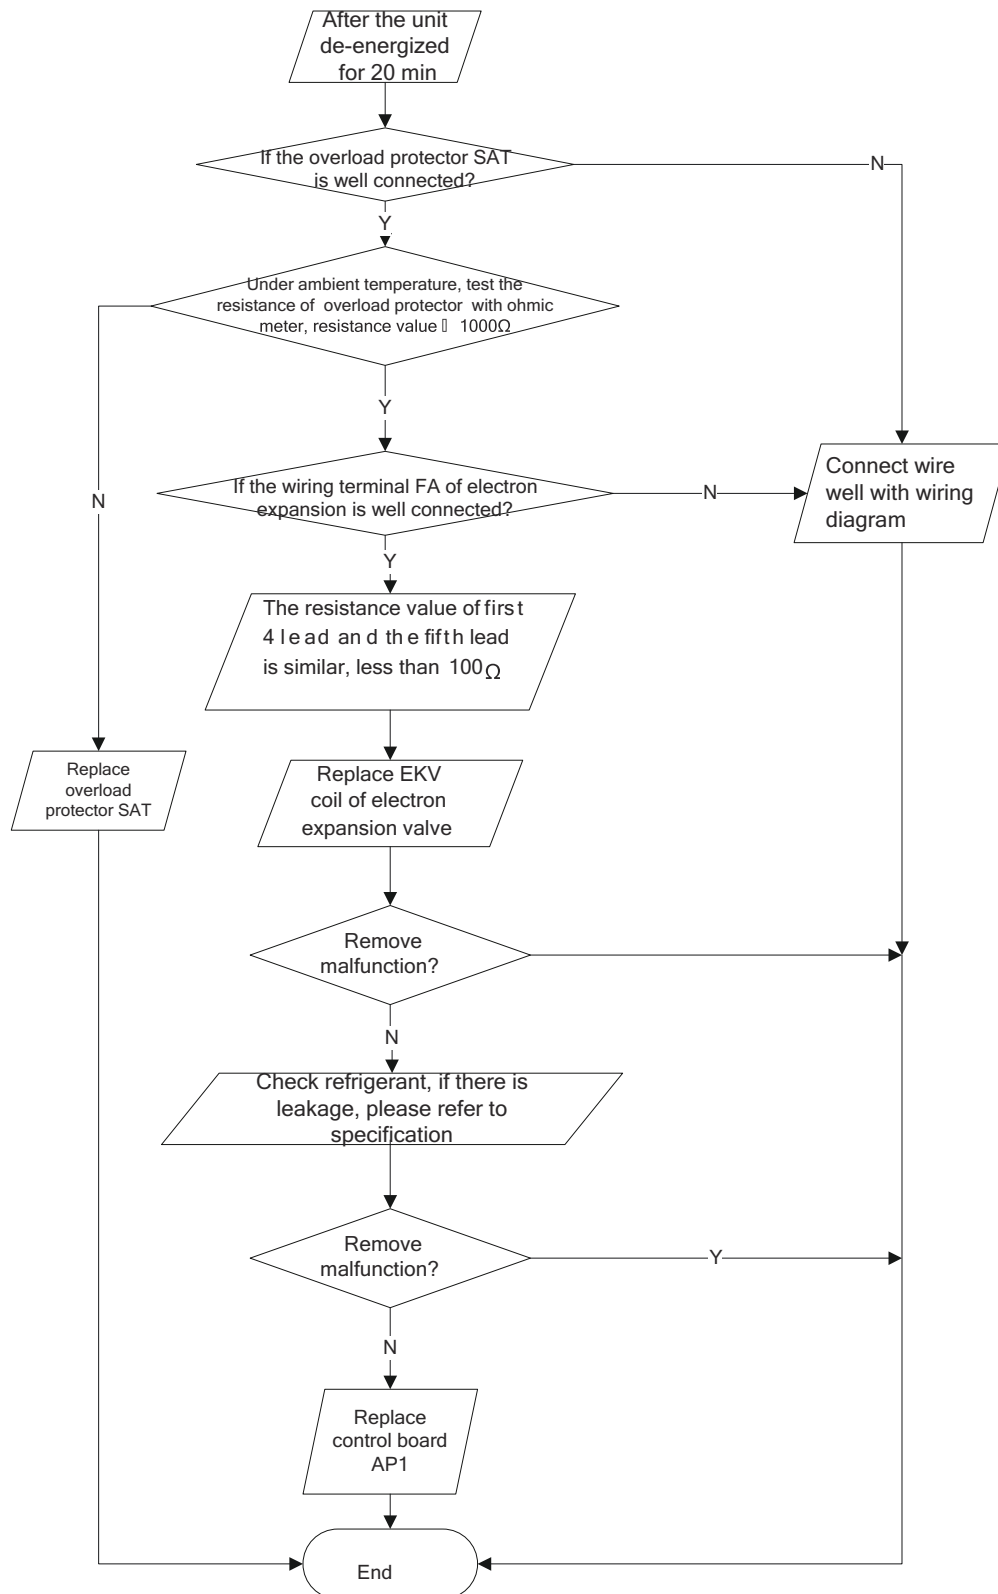 After the unit
de-energized
for 20 min
If the overload protector SAT
is well connected?
N
Y
Under ambient temperature, test the
resistance of overload protector with ohmic
meter, resistance value 1000Ω
Y
N
If the wiring terminal FA of electron
expansion is well connected?
N
Connect wire
well with wiring
diagram
Y
The resistance value of first
4 lead and the fifth lead
is similar, less than 100Ω
Replace
overload
protector SAT
Replace EKV
coil of electron
expansion valve
Remove
malfunction?
N
Check refrigerant, if there is
leakage, please refer to
specification
Remove
malfunction?
Y
N
Replace
control board
AP1
End